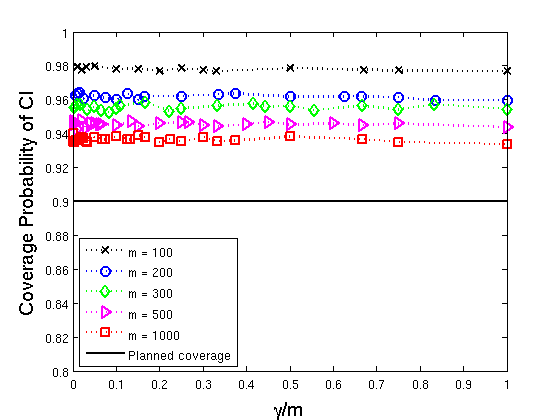 1
0.98
0.96
0.94
0.92
0.9
0.88
0.86
0.84
0.82
0.8
Coverage Probability of CI
m = 100
m = 200
m = 300
m = 500
m = 1000
Planned coverage
0 0.1 0.2 0.3 0.4 0.5 0.6 0.7 0.8 0.9 1
γ/m